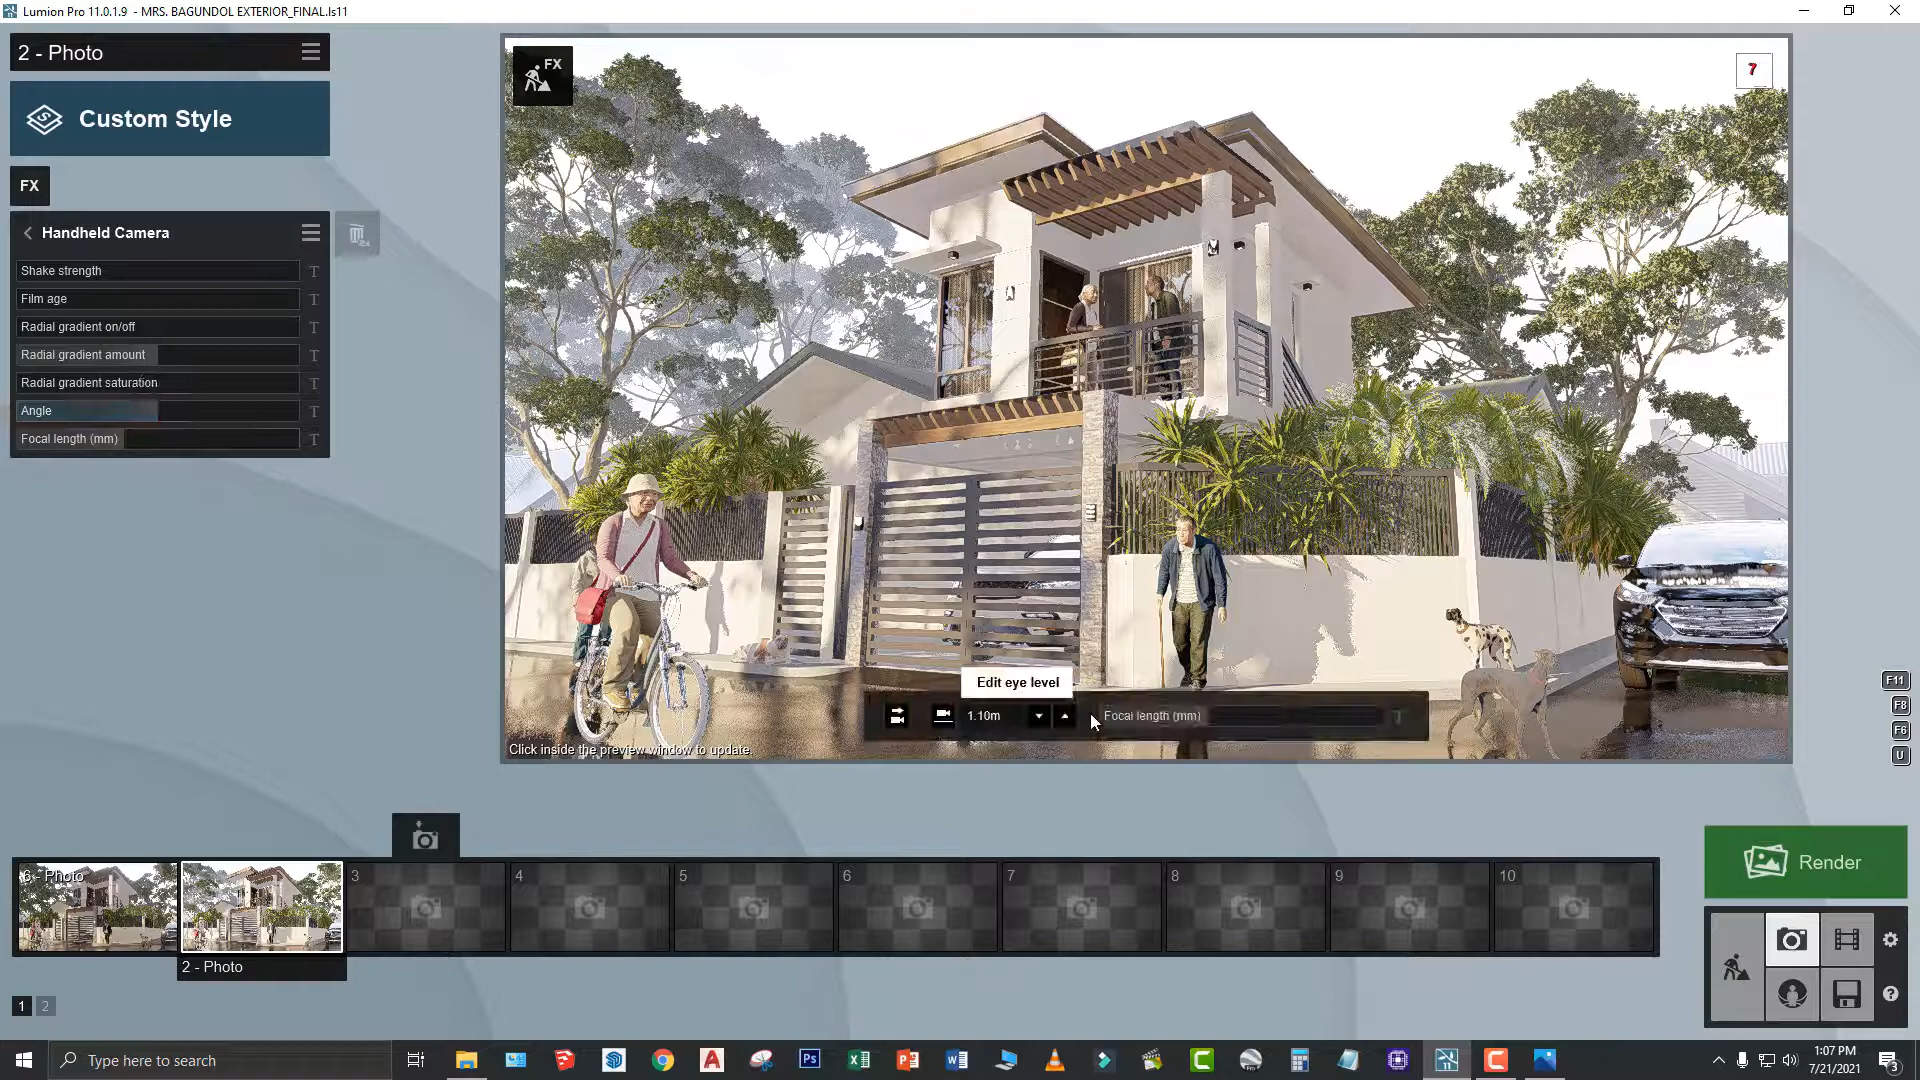 Lumion Pro 11.0.1.9 - MRS. BAGUNDOL EXTERIOR_FINAL.ls11
2 - Photo
Custom Style
FX
Handheld Camera
Shake strength T
Film age T
Radial gradient on/off T
Radial gradient amount T
Radial gradient saturation T
Angle T
Focal length (mm) T
FX
7
Edit eye level
1.10m
Focal length (mm) T
Click inside the preview window to update.
F11
F8
F6
U
6 - Photo
3
4
5
6
7
8
9
10
2 - Photo
1 2
Render
Type here to search
1:07 PM
7/21/2021
3